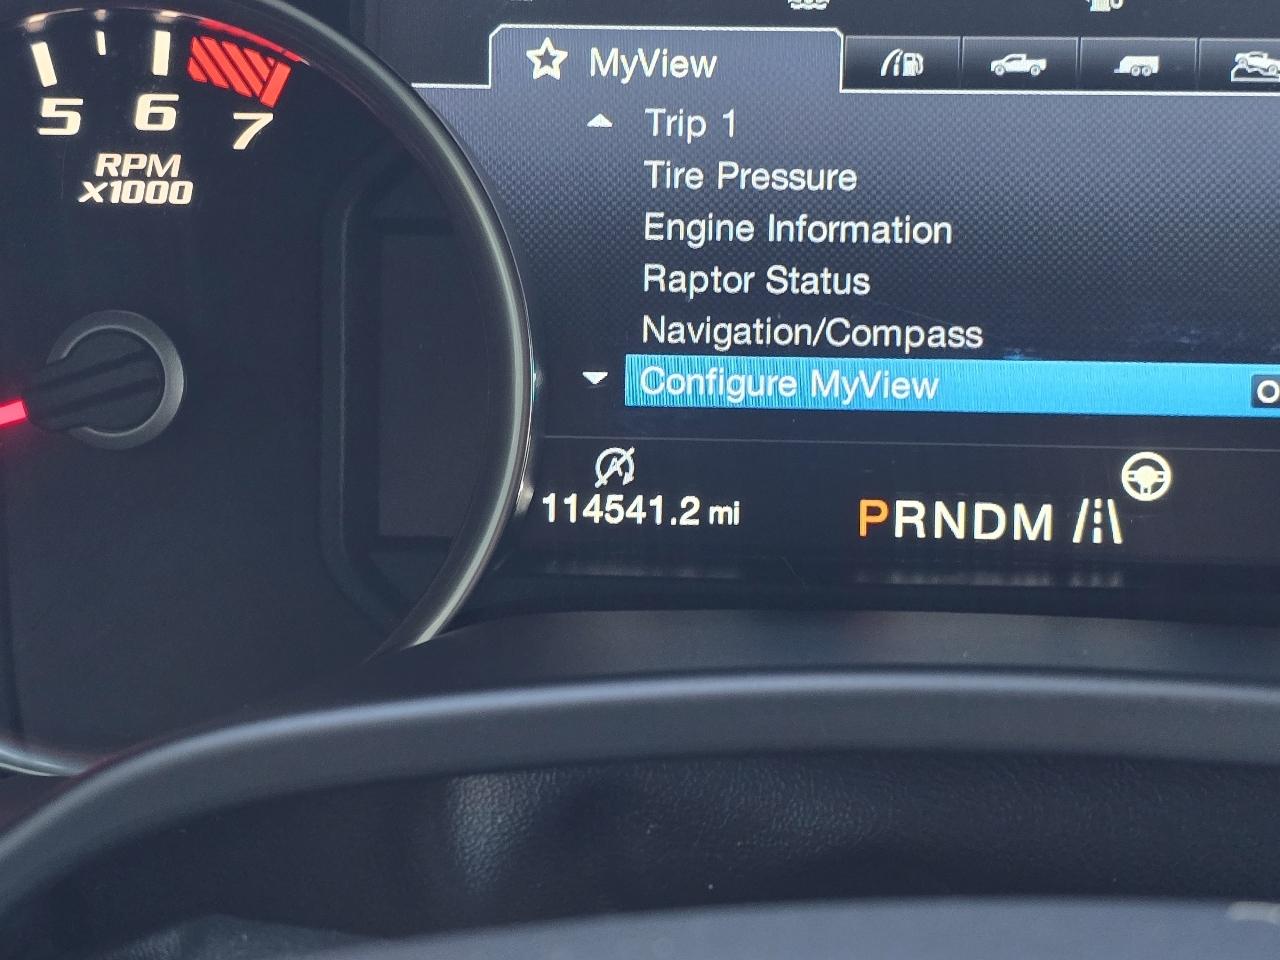 5 6 7
RPM
X1000
MyView
Trip 1
Tire Pressure
Engine Information
Raptor Status
Navigation/Compass
Configure MyView
A
114541.2 mi
PRNDM